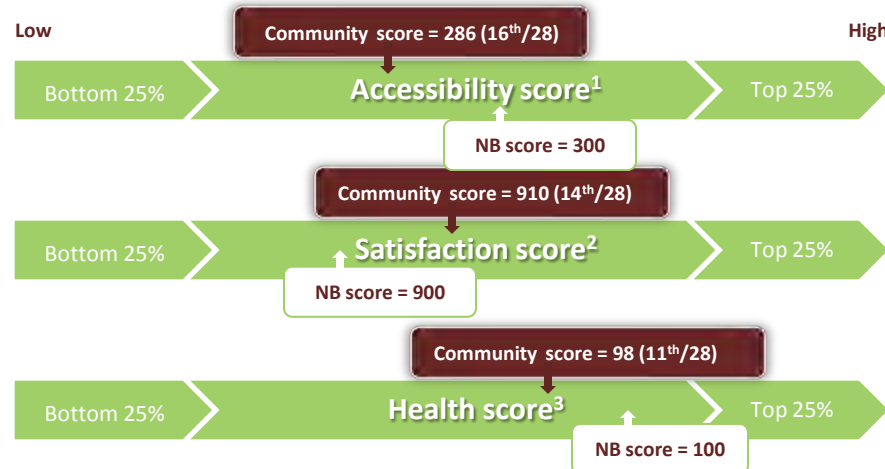 Community score = 286 (16th/28)
Low
High
Bottom 25%
Accessibility score1
Top 25%
NB score = 300
Community score = 910 (14th/28)
Bottom 25%
Satisfaction score2
Top 25%
NB score = 900
Community score = 98 (11th/28)
Bottom 25%
Health score3
Top 25%
NB score = 100